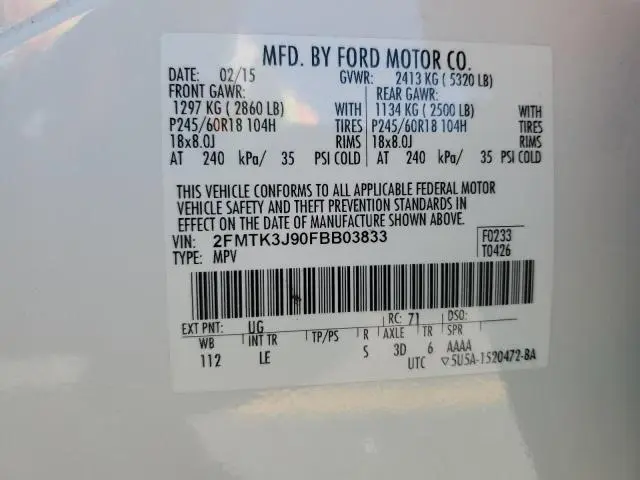 MFD. BY FORD MOTOR CO.
DATE: 02/15 GVWR: 2413 KG ( 5320 LB)
FRONT GAWR: REAR GAWR:
1297 KG ( 2860 LB) WITH 1134 KG ( 2500 LB) WITH
P245/60R18 104H TIRES P245/60R18 104H TIRES
18x8.0J RIMS 18x8.0J RIMS
AT 240 kPa/ 35 PSI COLD AT 240 kPa/ 35 PSI COLD
THIS VEHICLE CONFORMS TO ALL APPLICABLE FEDERAL MOTOR
VEHICLE SAFETY AND THEFT PREVENTION STANDARDS IN
EFFECT ON THE DATE OF MANUFACTURE SHOWN ABOVE.
VIN: 2FMTK3J90FBB03833 F0233
TYPE: MPV T0426
EXT PNT: UG RC: 71 DSO:
WB INT TR TP/PS R AXLE TR SPR
112 LE S 3D 6 AAAA
UTC ▽5U5A-1520472-BA